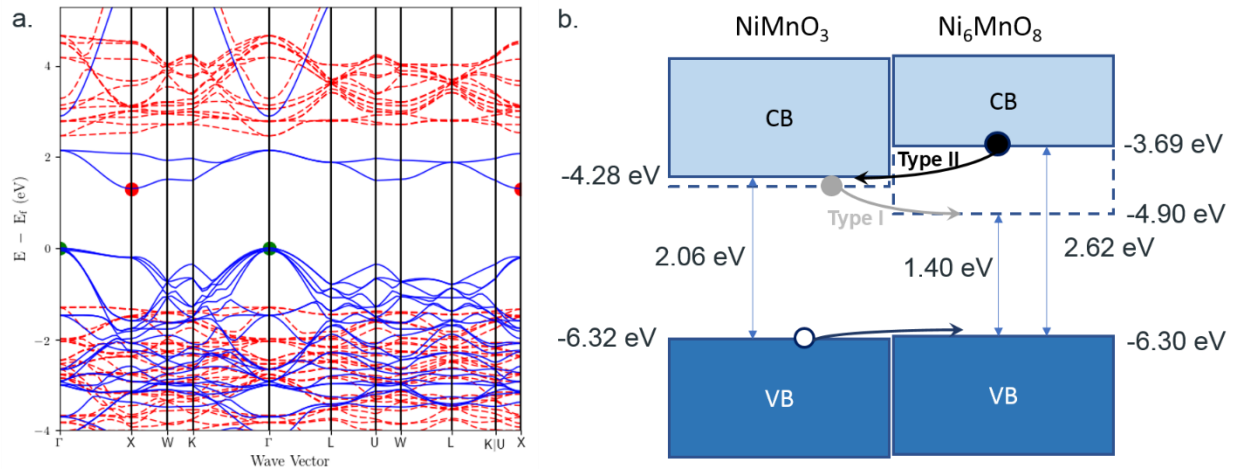 a.
E − E_f (eV)
4
2
0
−2
−4
Γ X W K Γ L U W L K|U X
Wave Vector
b.
NiMnO₃ Ni₆MnO₈
CB CB
Type II
-3.69 eV
-4.28 eV
Type I
-4.90 eV
2.06 eV 1.40 eV 2.62 eV
-6.32 eV -6.30 eV
VB VB